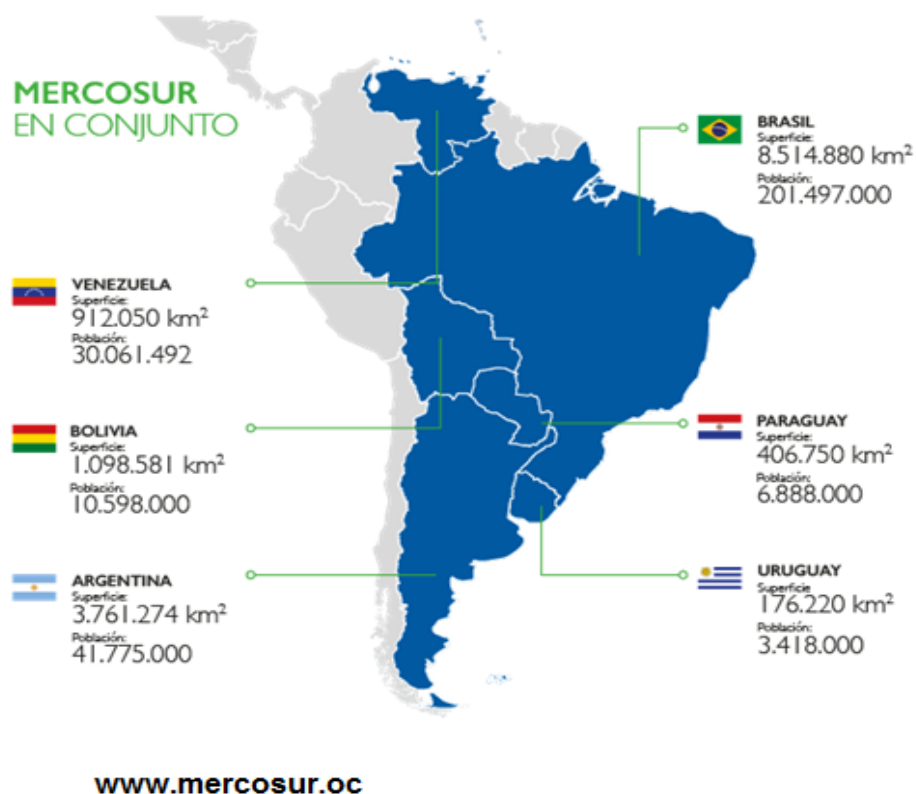 MERCOSUR
EN CONJUNTO
BRASIL
Superficie:
8.514.880 km²
Población:
201.497.000
VENEZUELA
Superficie:
912.050 km²
Población:
30.061.492
BOLIVIA
Superficie:
1.098.581 km²
Población:
10.598.000
PARAGUAY
Superficie:
406.750 km²
Población:
6.888.000
ARGENTINA
Superficie:
3.761.274 km²
Población:
41.775.000
URUGUAY
Superficie
176.220 km²
Población:
3.418.000
www.mercosur.oc